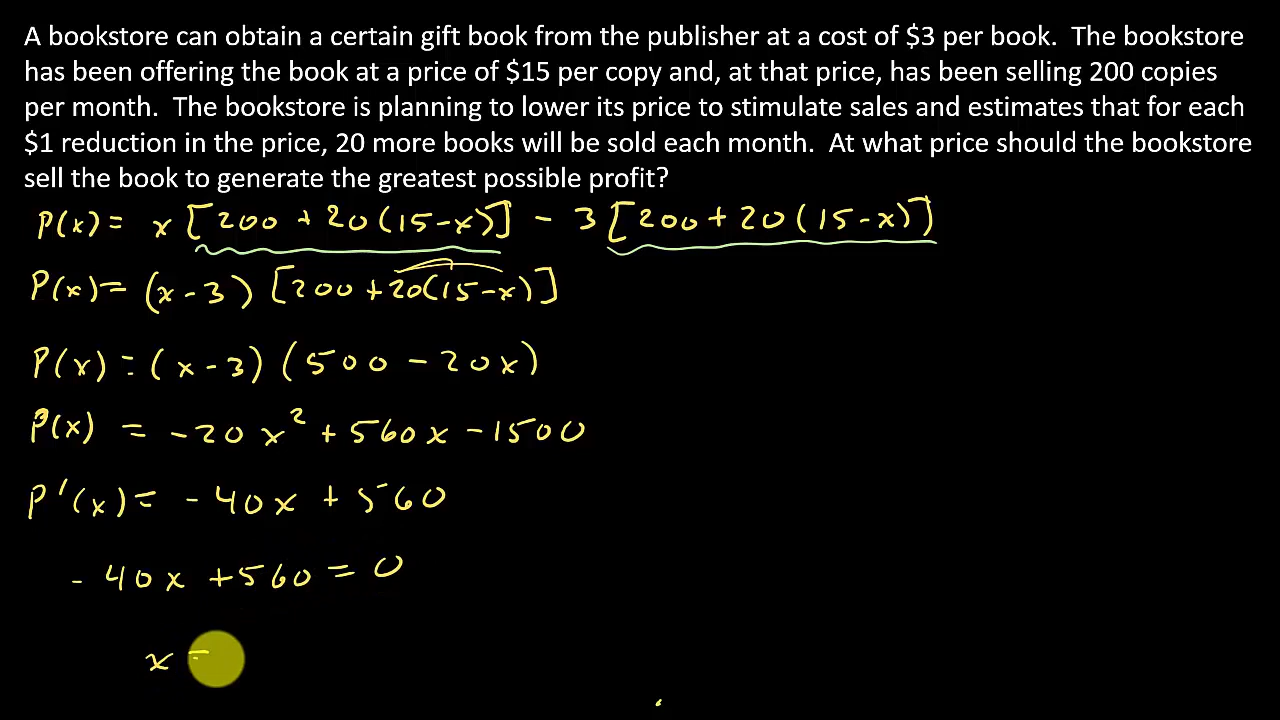 A bookstore can obtain a certain gift book from the publisher at a cost of $3 per book. The bookstore
has been offering the book at a price of $15 per copy and, at that price, has been selling 200 copies
per month. The bookstore is planning to lower its price to stimulate sales and estimates that for each
$1 reduction in the price, 20 more books will be sold each month. At what price should the bookstore
sell the book to generate the greatest possible profit?
P(x) = x [200 + 20(15-x)] - 3 [200 + 20(15-x)]
P(x) = (x-3) [200 + 20(15-x)]
P(x) = (x-3) (500 - 20x)
P(x) = -20x² + 560x - 1500
P'(x) = -40x + 560
-40x + 560 = 0
x =